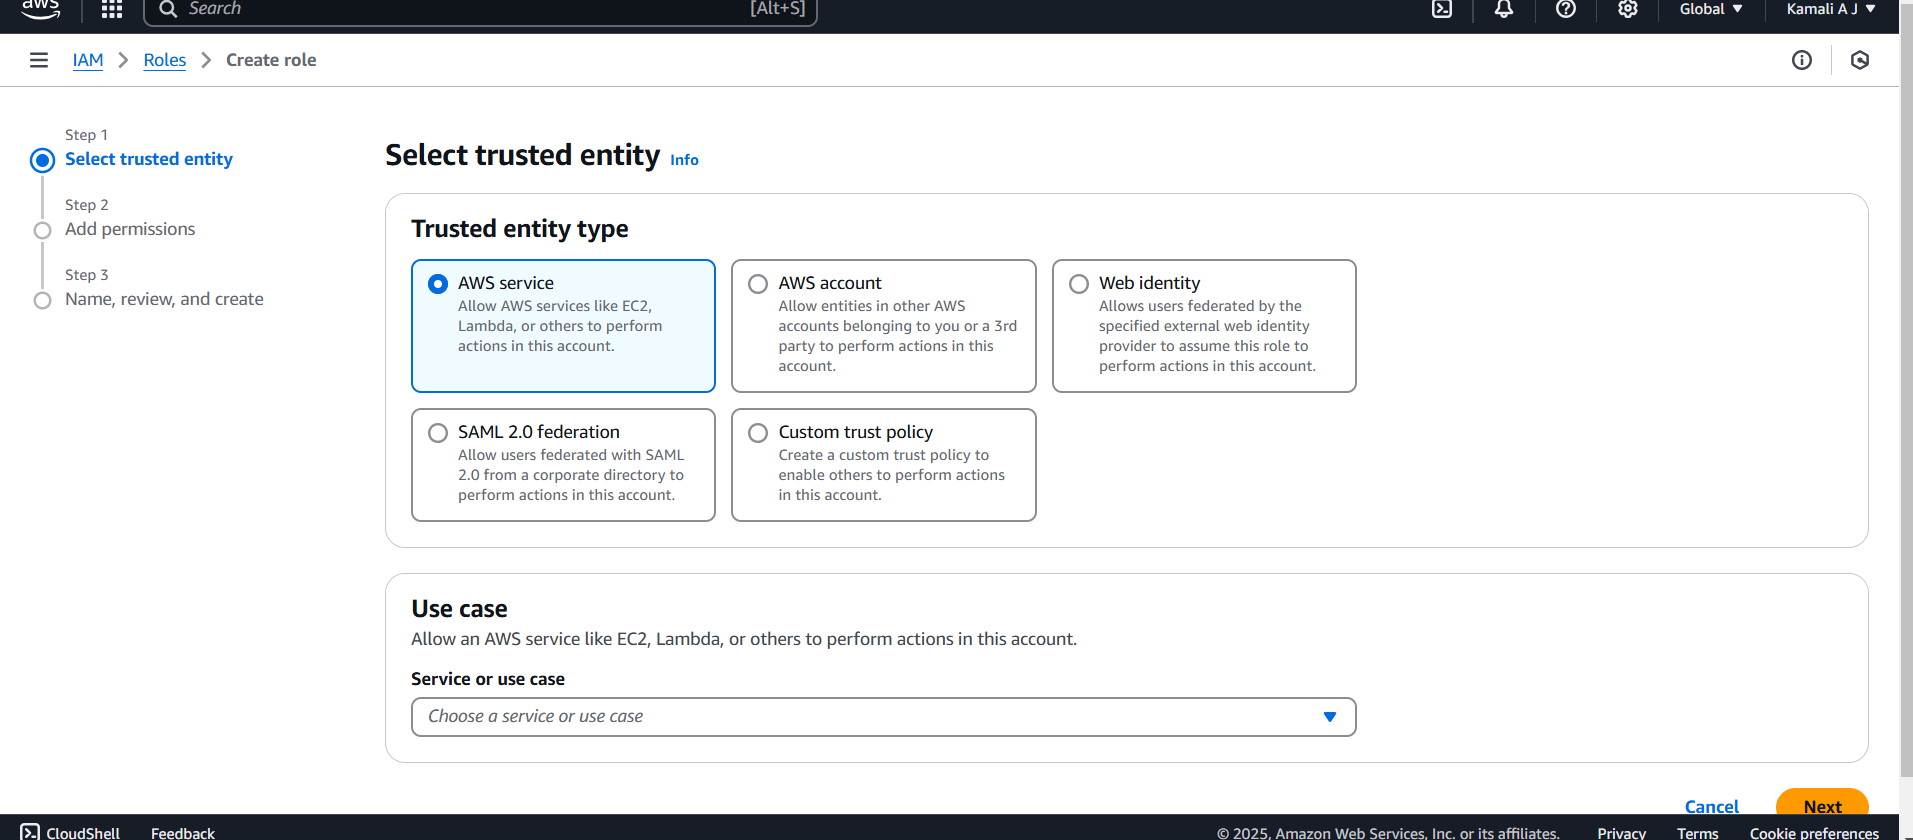 aws
Search [Alt+S]
Global
Kamali A J
IAM
Roles
Create role
Step 1
Select trusted entity
Step 2
Add permissions
Step 3
Name, review, and create
Select trusted entity Info
Trusted entity type
AWS service
Allow AWS services like EC2,
Lambda, or others to perform
actions in this account.
AWS account
Allow entities in other AWS
accounts belonging to you or a 3rd
party to perform actions in this
account.
Web identity
Allows users federated by the
specified external web identity
provider to assume this role to
perform actions in this account.
SAML 2.0 federation
Allow users federated with SAML
2.0 from a corporate directory to
perform actions in this account.
Custom trust policy
Create a custom trust policy to
enable others to perform actions
in this account.
Use case
Allow an AWS service like EC2, Lambda, or others to perform actions in this account.
Service or use case
Choose a service or use case
Cancel
Next
CloudShell
Feedback
© 2025, Amazon Web Services, Inc. or its affiliates.
Privacy
Terms
Cookie preferences